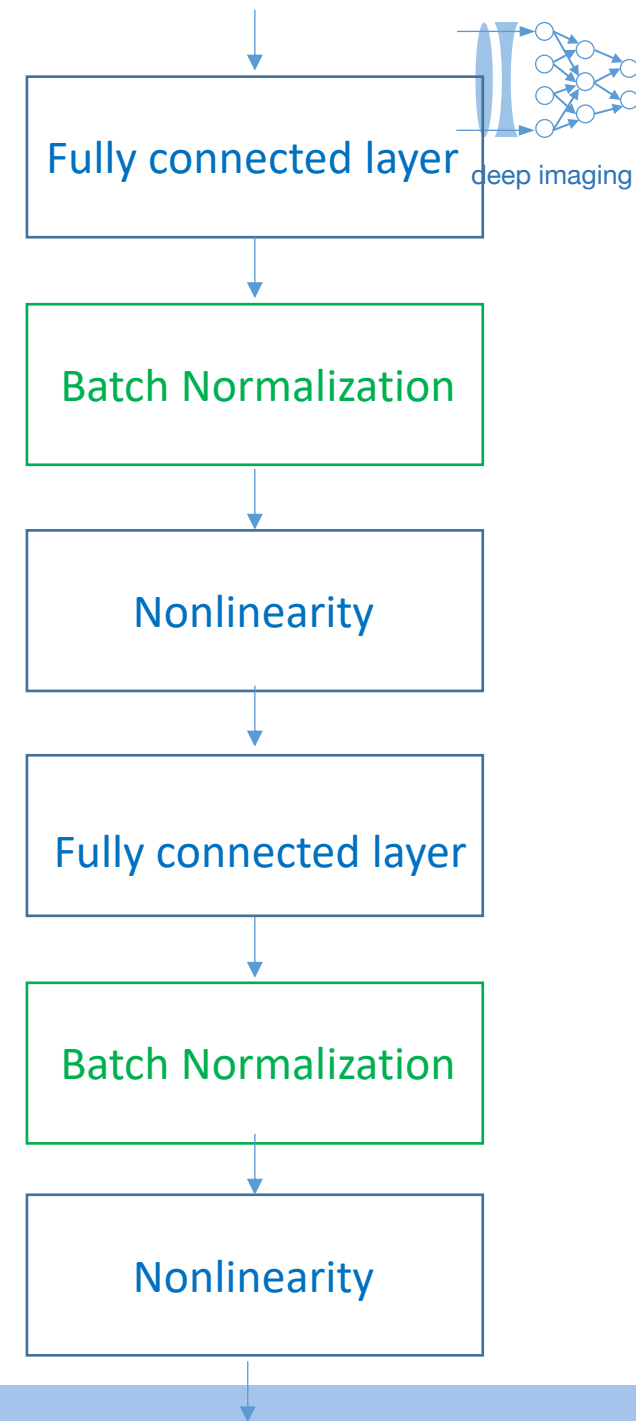 Fully connected layer
deep imaging
Batch Normalization
Nonlinearity
Fully connected layer
Batch Normalization
Nonlinearity